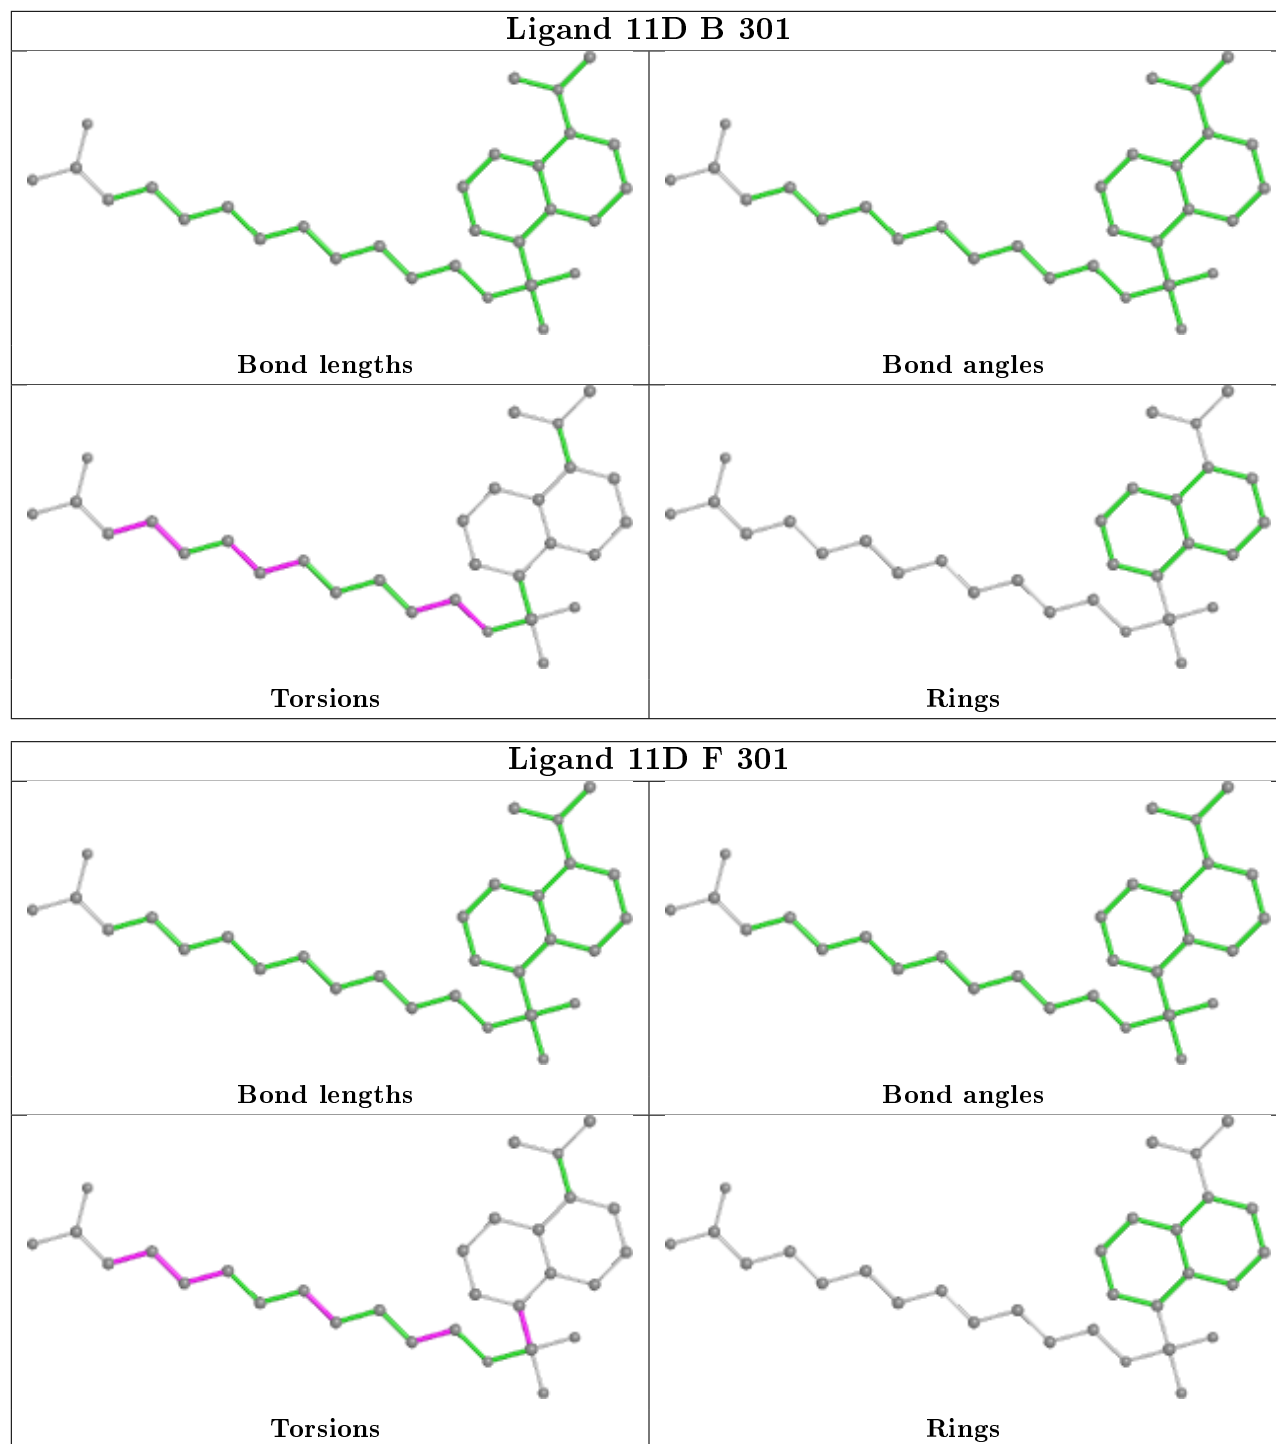 Ligand 11D B 301
Bond lengths
Bond angles
Torsions
Rings
Ligand 11D F 301
Bond lengths
Bond angles
Torsions
Rings